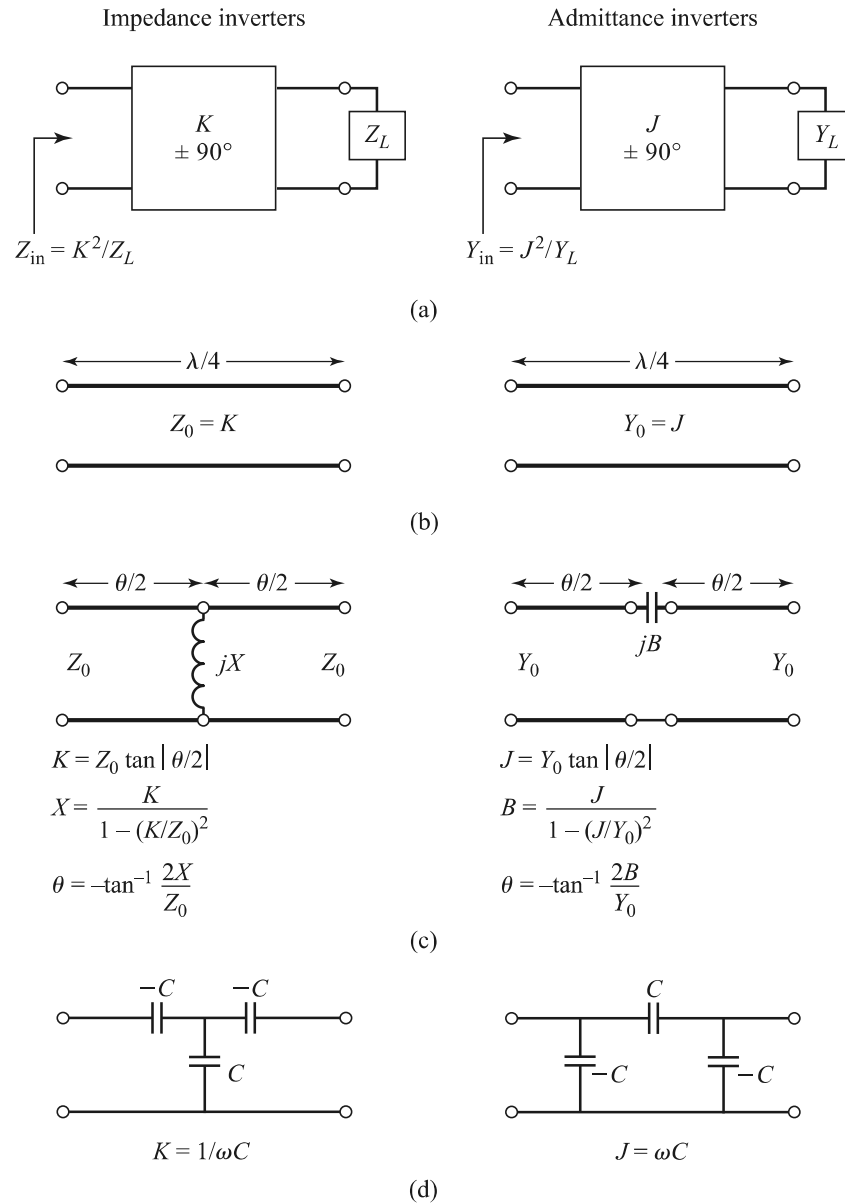 Impedance inverters
Admittance inverters
K
± 90°
Z_L
Z_in = K²/Z_L
J
± 90°
Y_L
Y_in = J²/Y_L
(a)
λ/4
Z_0 = K
λ/4
Y_0 = J
(b)
θ/2
θ/2
Z_0
jX
Z_0
K = Z_0 tan |θ/2|
X = K / (1 − (K/Z_0)²)
θ = −tan⁻¹ 2X/Z_0
θ/2
θ/2
Y_0
jB
Y_0
J = Y_0 tan |θ/2|
B = J / (1 − (J/Y_0)²)
θ = −tan⁻¹ 2B/Y_0
(c)
−C
−C
C
K = 1/ωC
C
−C
−C
J = ωC
(d)